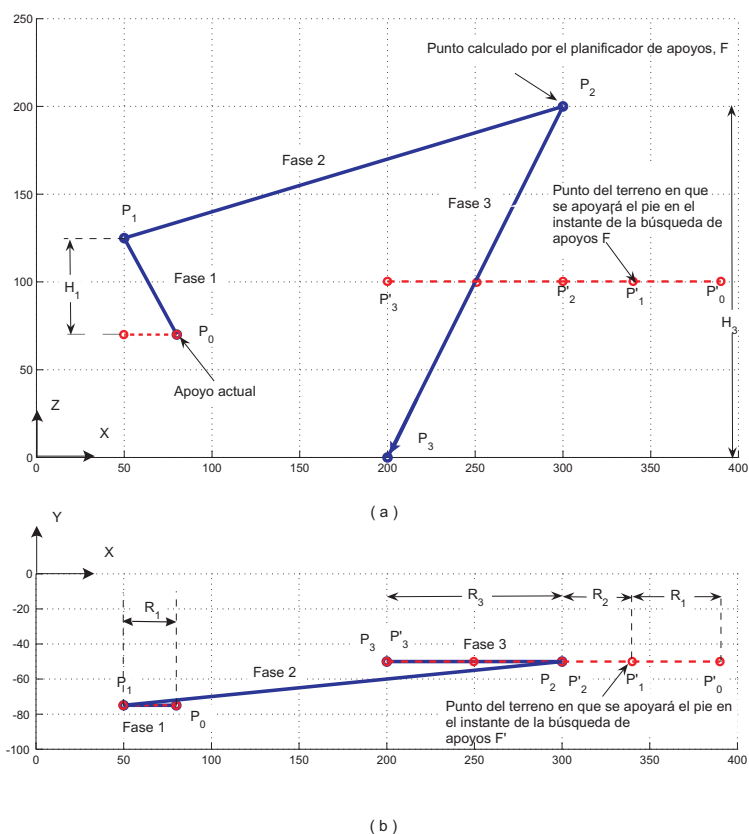 250
200
150
100
50
0
0
50
100
150
200
250
300
350
400
Punto calculado por el planificador de apoyos, F
P2
Fase 2
Fase 3
Punto del terreno en que
se apoyará el pie en el
instante de la búsqueda de
apoyos F
P1
Fase 1
H1
P0
Apoyo actual
P'3
P'2
P'1
P'0
H3
P3
Z
X
( a )
Y
X
0
-20
-40
-60
-80
-100
0
50
100
150
200
250
300
350
400
R1
R3
R2
R1
P3
P'3
Fase 3
Fase 2
P1
P0
Fase 1
P2
P'2
P'1
P'0
Punto del terreno en que se apoyará el pie en
el instante de la búsqueda de
apoyos F'
( b )